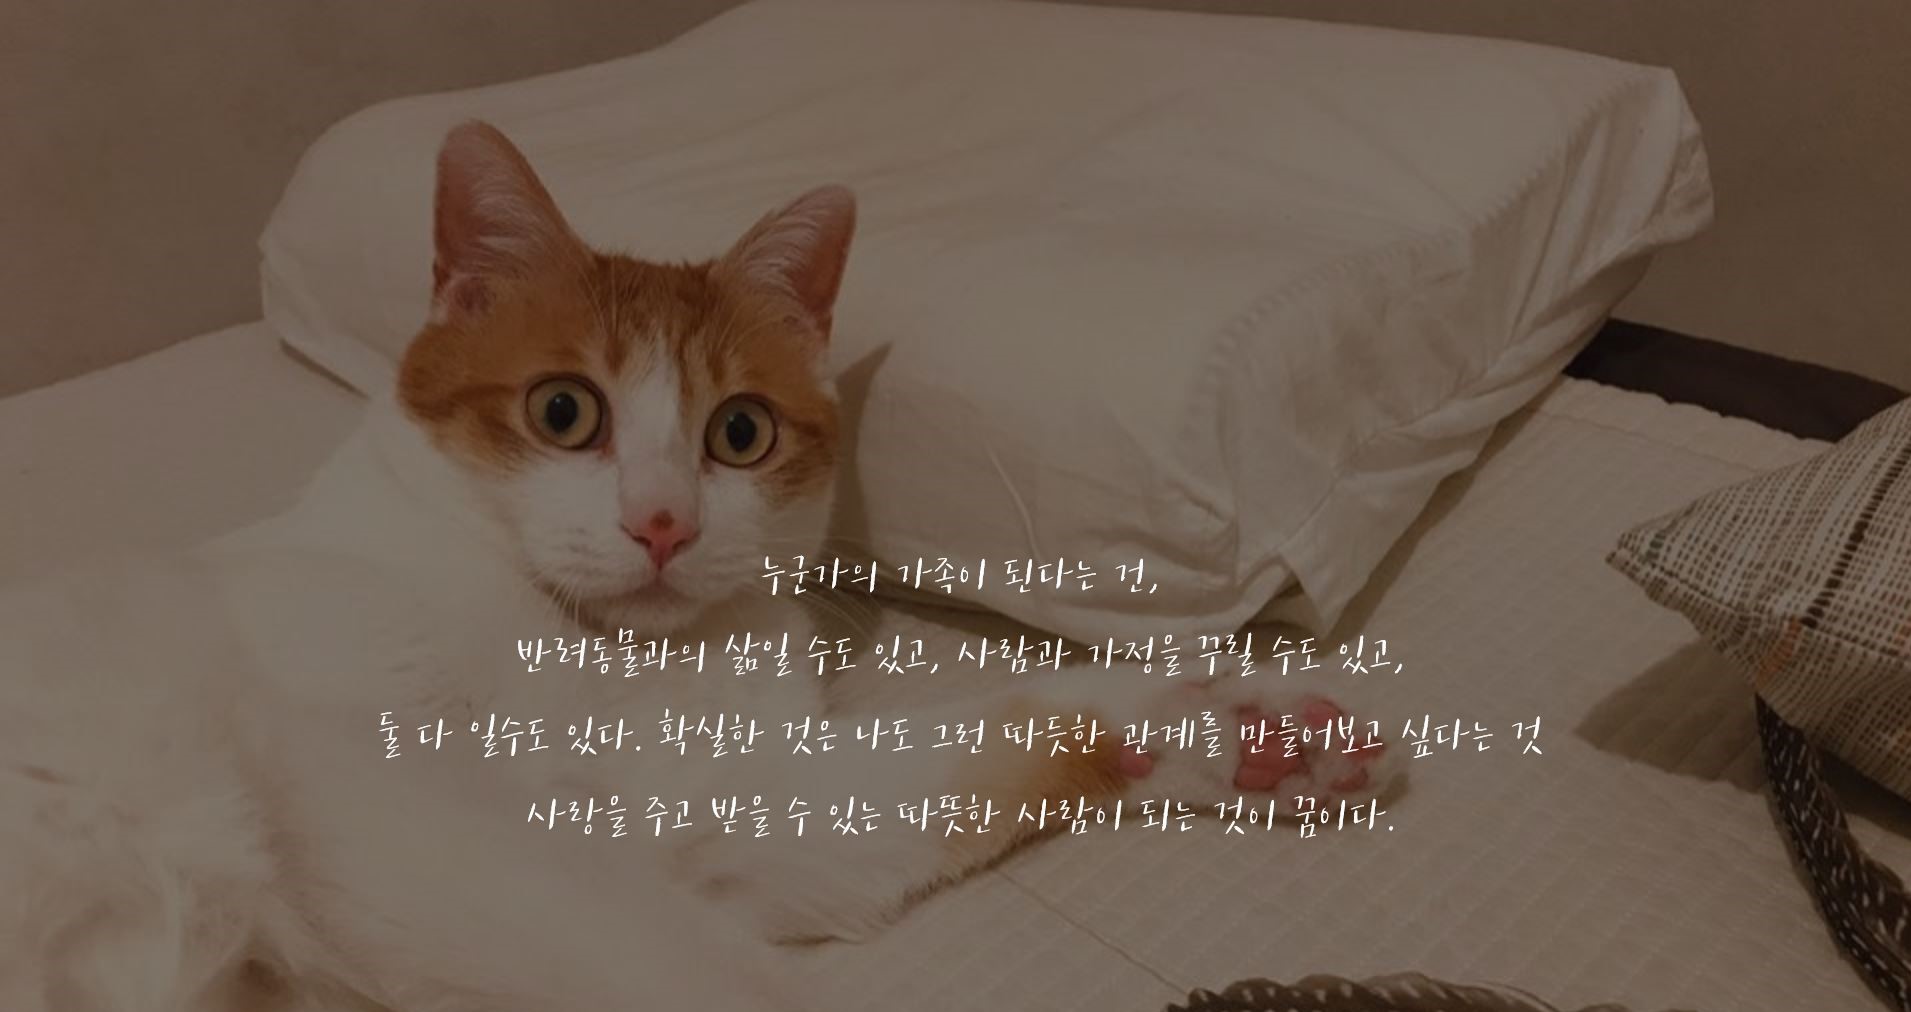 누군가의 가족이 된다는 건,
반려동물과의 삶일 수도 있고, 사람과 가정을 꾸릴 수도 있고,
둘 다 일수도 있다. 확실한 것은 나도 그런 따듯한 관계를 만들어보고 싶다는 것
사랑을 주고 받을 수 있는 따뜻한 사람이 되는 것이 꿈이다.